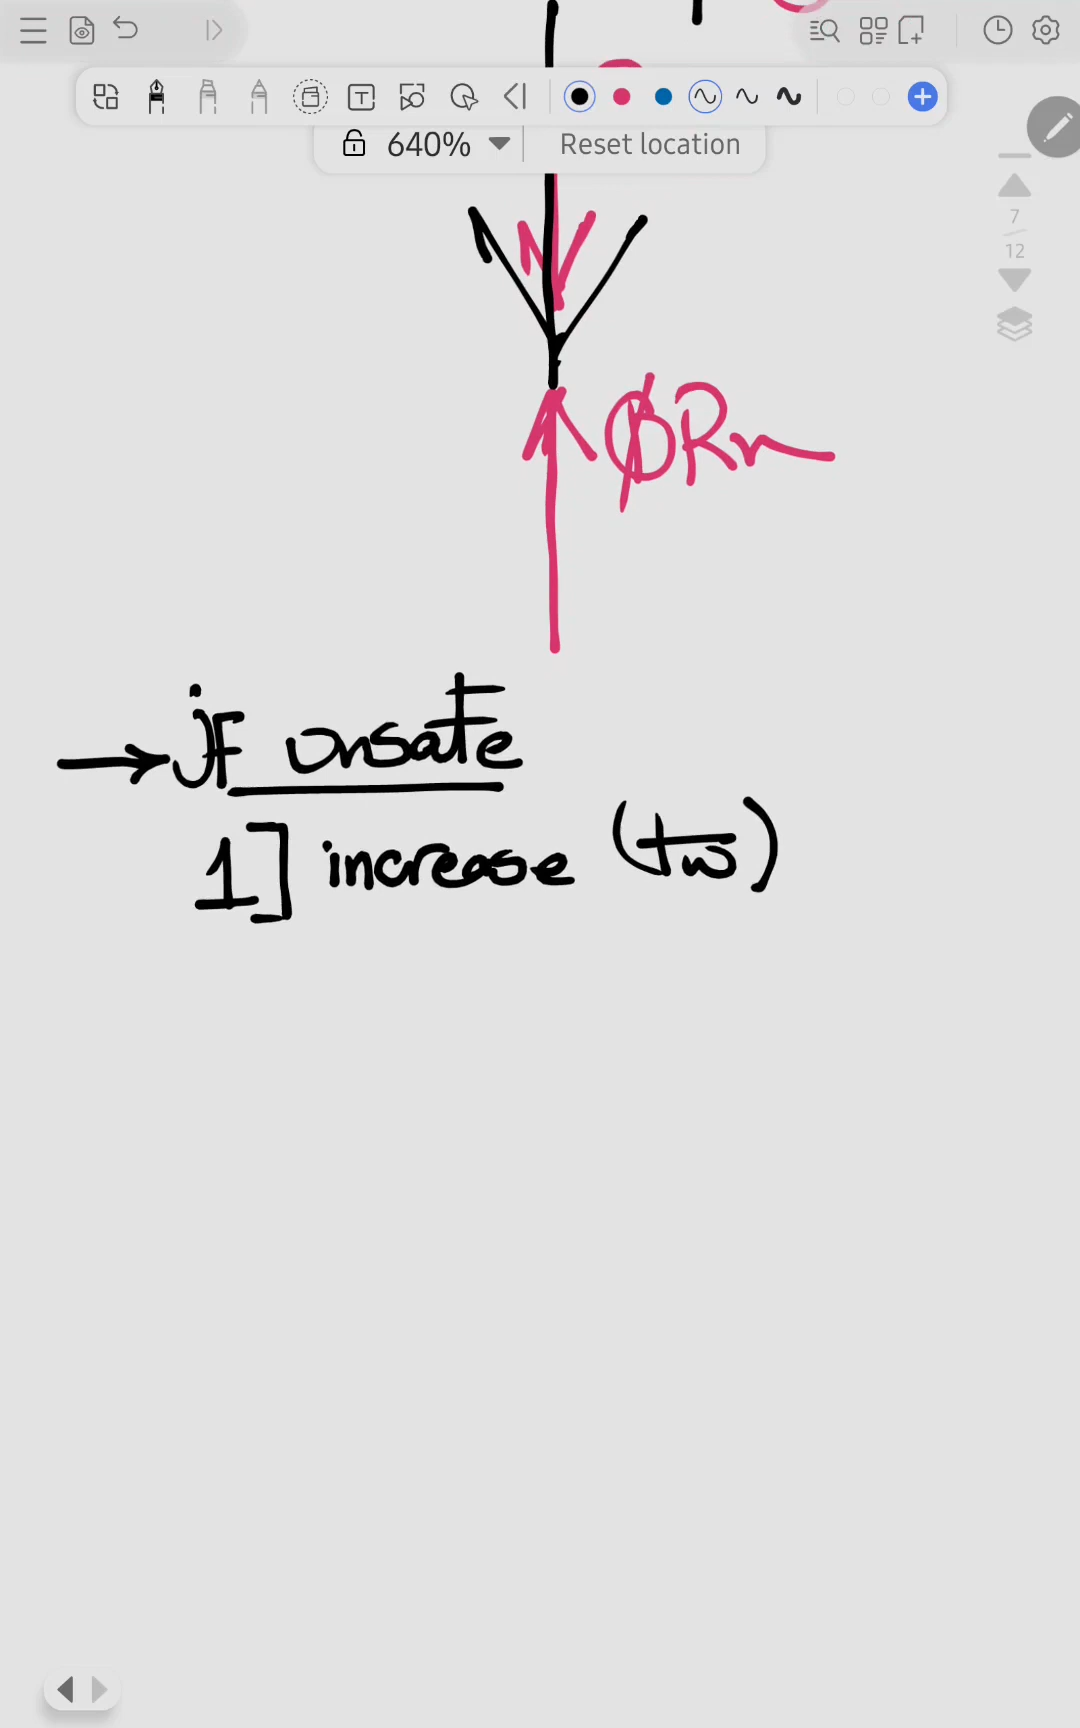 640%
Reset location
7
12
ϕRn
→ if unsafe
1] increase (tw)